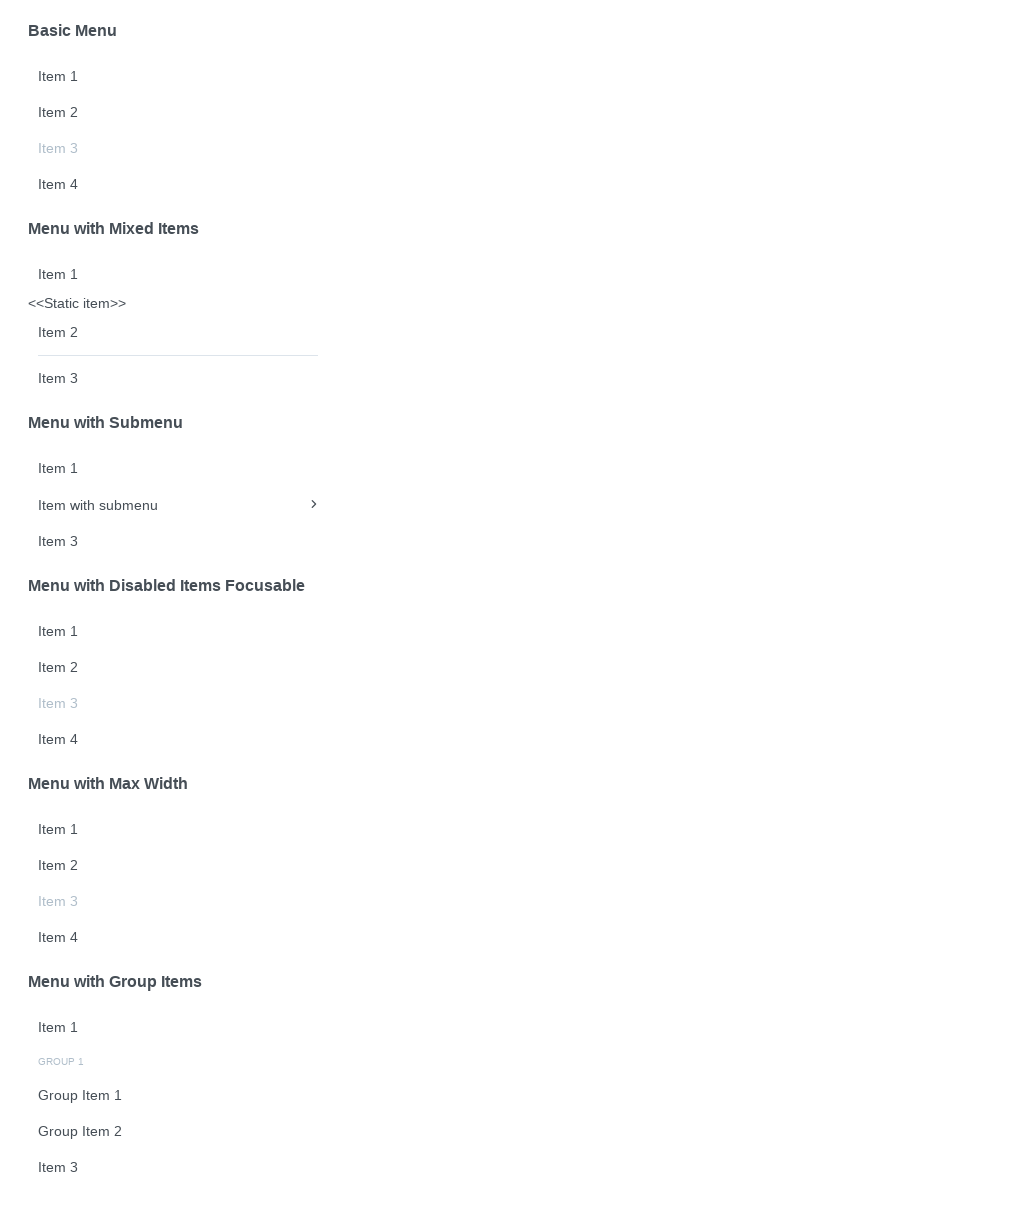 Basic Menu
Item 1
Item 2
Item 3
Item 4
Menu with Mixed Items
Item 1
<<Static item>>
Item 2
Item 3
Menu with Submenu
Item 1
Item with submenu
Item 3
Menu with Disabled Items Focusable
Item 1
Item 2
Item 3
Item 4
Menu with Max Width
Item 1
Item 2
Item 3
Item 4
Menu with Group Items
Item 1
GROUP 1
Group Item 1
Group Item 2
Item 3